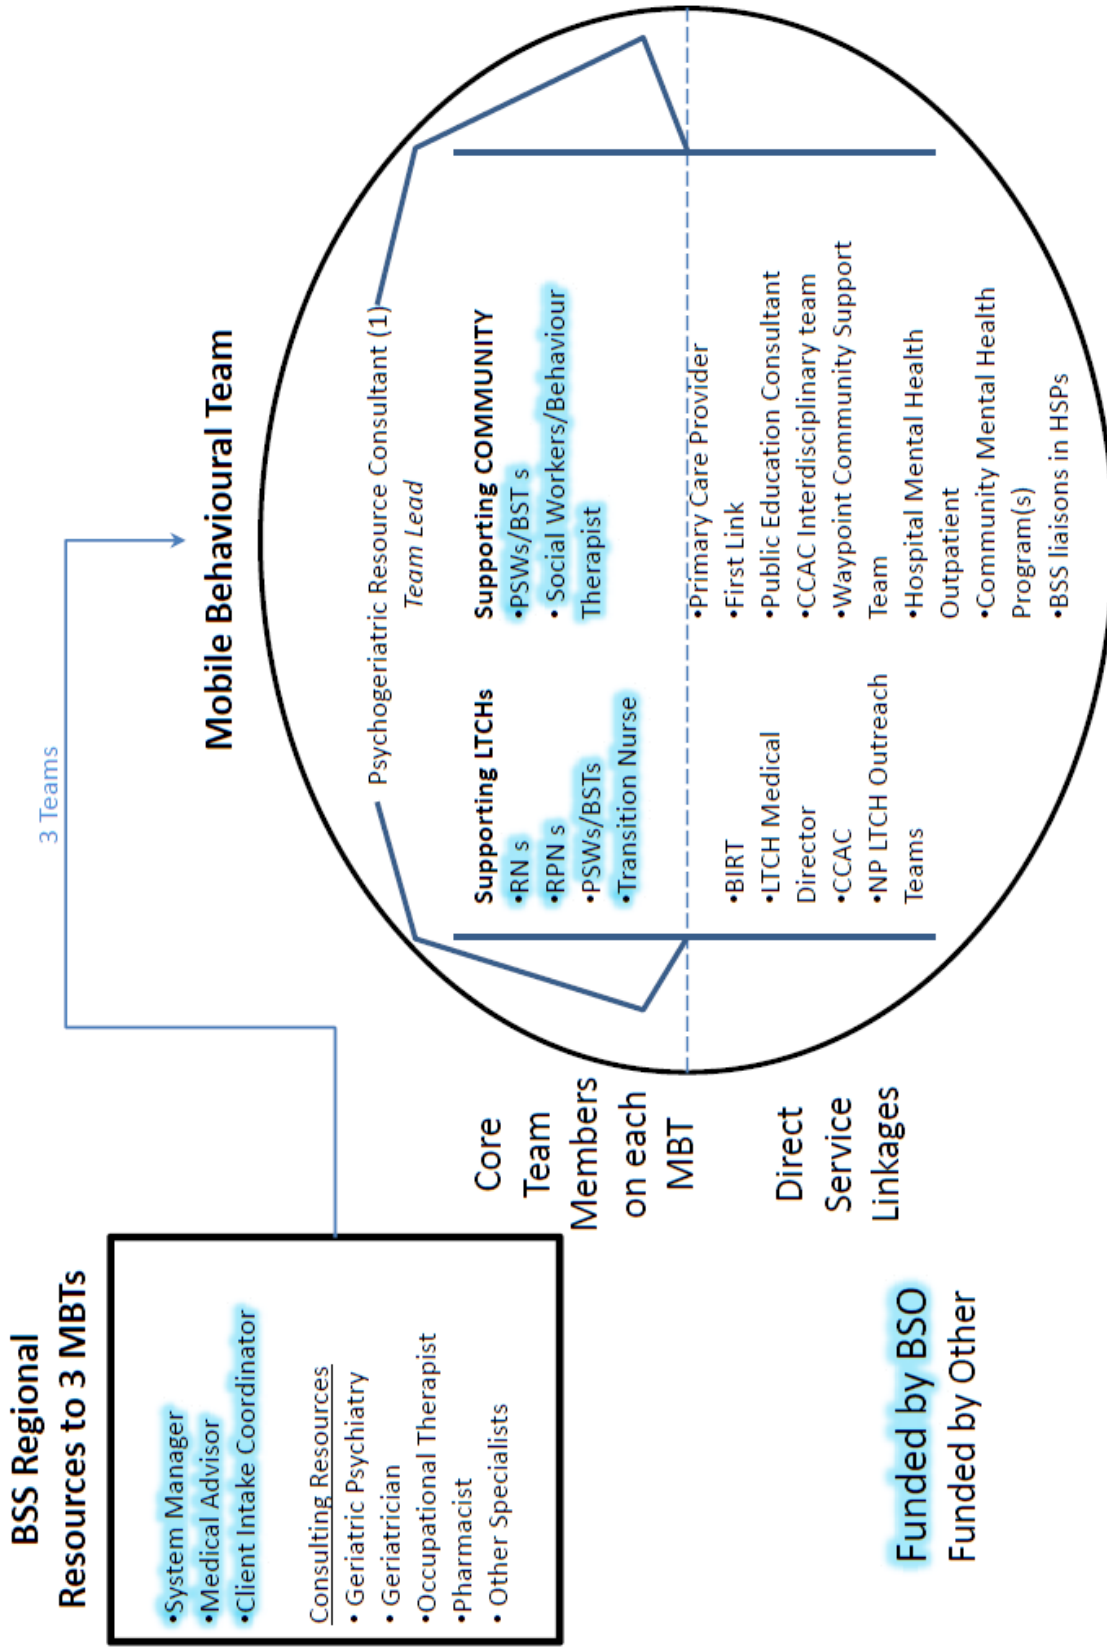 BSS Regional
Resources to 3 MBTs
•System Manager
•Medical Advisor
•Client Intake Coordinator
Consulting Resources
• Geriatric Psychiatry
• Geriatrician
•Occupational Therapist
•Pharmacist
• Other Specialists
3 Teams
Mobile Behavioural Team
Psychogeriatric Resource Consultant (1)
Team Lead
Core
Team
Members
on each
MBT
Supporting LTCHs
•RN s
•RPN s
•PSWs/BSTs
•Transition Nurse
Supporting COMMUNITY
•PSWs/BST s
• Social Workers/Behaviour
Therapist
Direct
Service
Linkages
•BIRT
•LTCH Medical
Director
•CCAC
•NP LTCH Outreach
Teams
•Primary Care Provider
•First Link
•Public Education Consultant
•CCAC Interdisciplinary team
•Waypoint Community Support
Team
•Hospital Mental Health
Outpatient
•Community Mental Health
Program(s)
•BSS liaisons in HSPs
Funded by BSO
Funded by Other